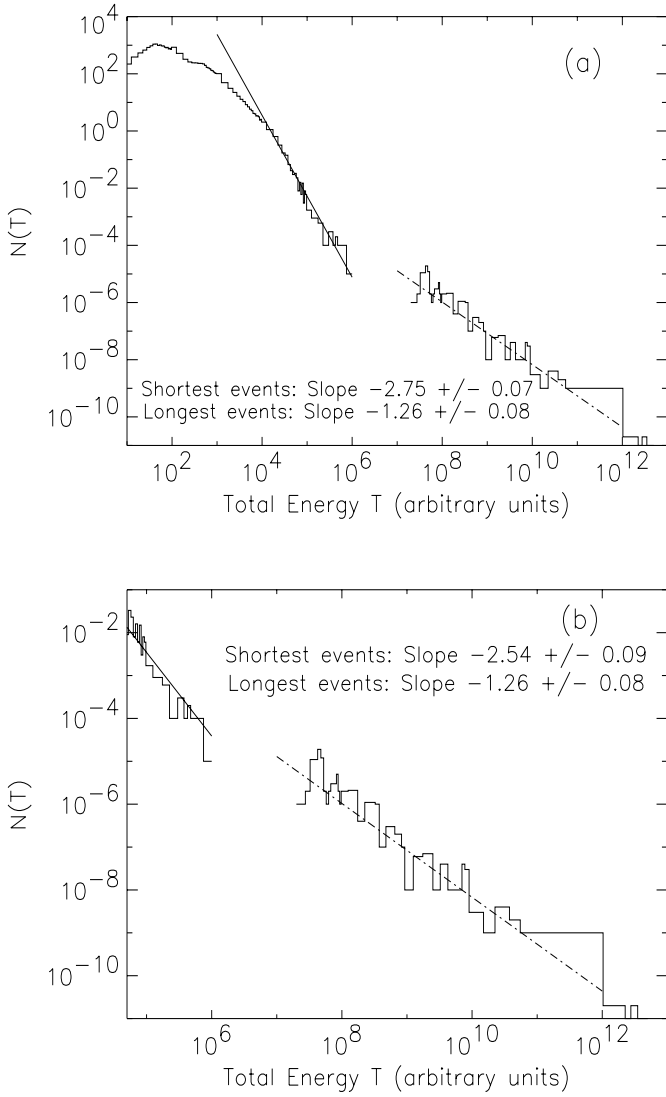 (a)
N(T)
10^4
10^2
10^0
10^-2
10^-4
10^-6
10^-8
10^-10
Shortest events: Slope -2.75 +/- 0.07
Longest events: Slope -1.26 +/- 0.08
10^2 10^4 10^6 10^8 10^10 10^12
Total Energy T (arbitrary units)
(b)
Shortest events: Slope -2.54 +/- 0.09
Longest events: Slope -1.26 +/- 0.08
N(T)
10^-2
10^-4
10^-6
10^-8
10^-10
10^6 10^8 10^10 10^12
Total Energy T (arbitrary units)